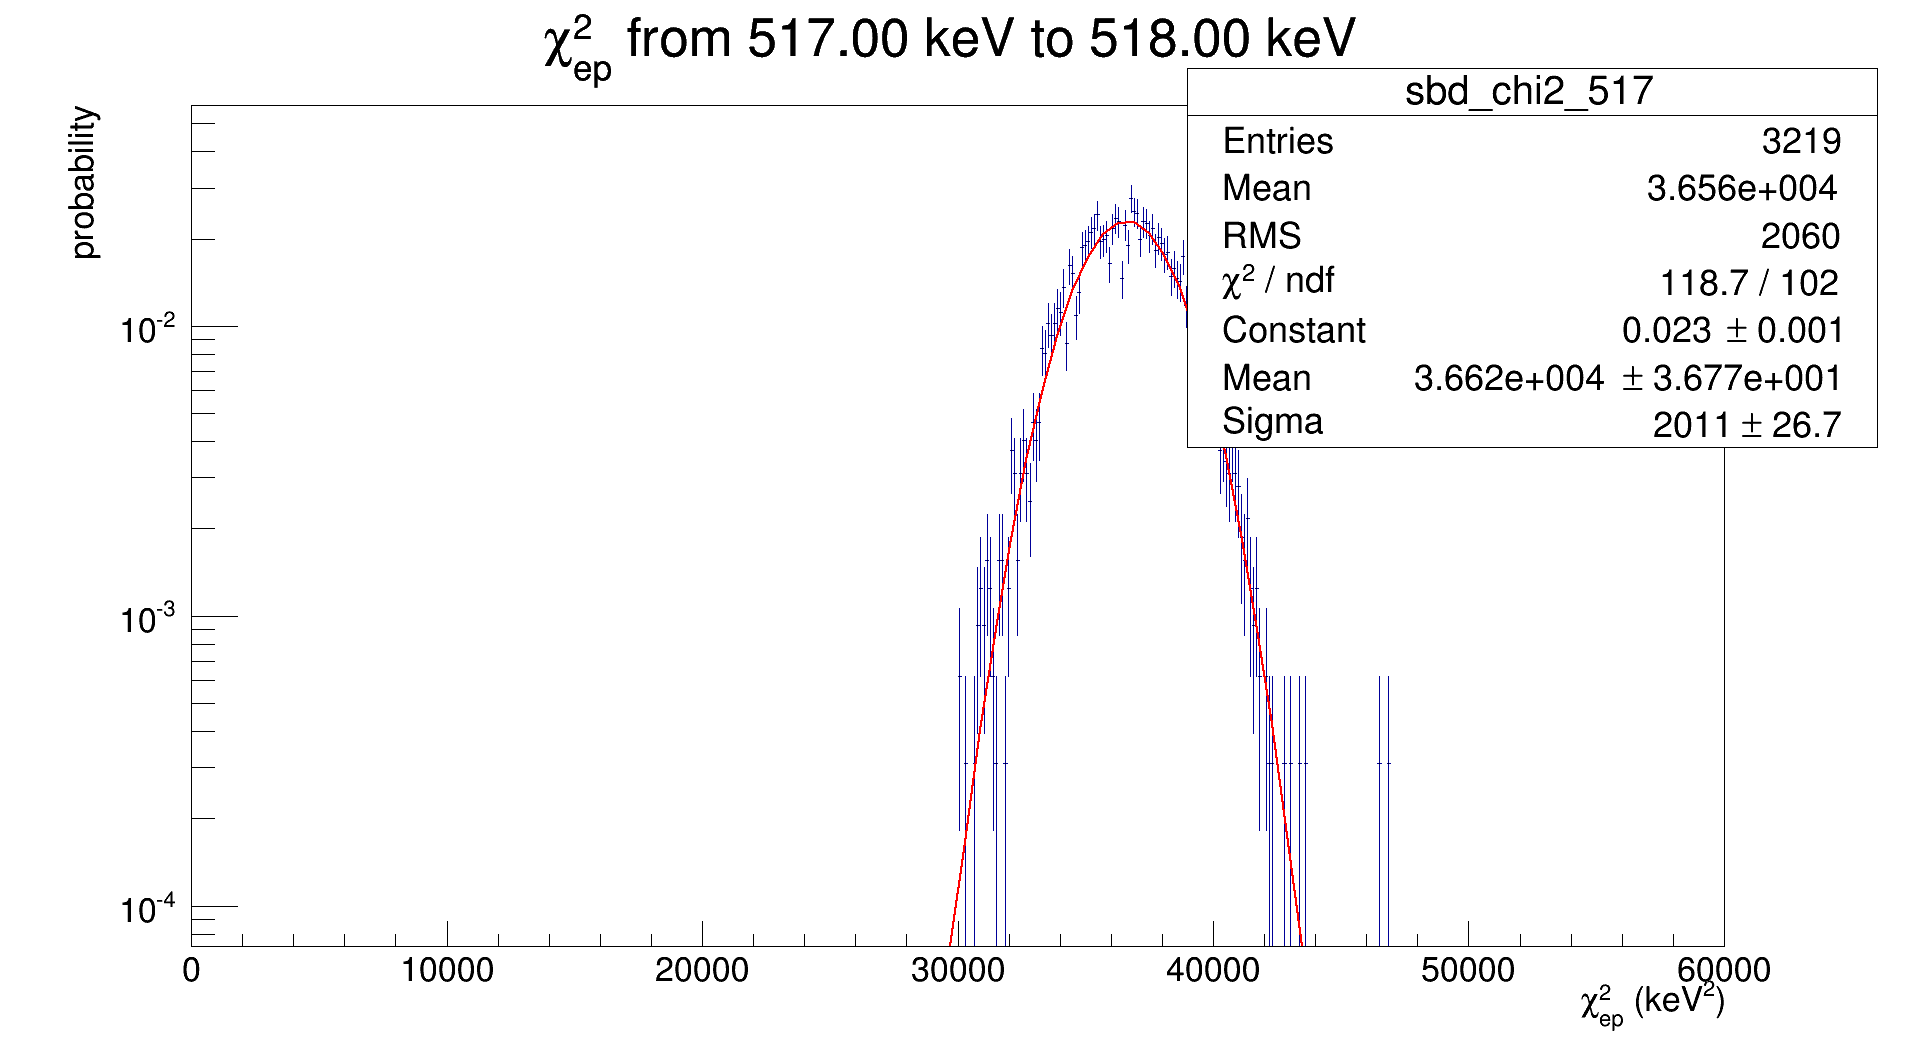 χ²ep from 517.00 keV to 518.00 keV
probability
sbd_chi2_517
Entries 3219
Mean 3.656e+004
RMS 2060
χ² / ndf 118.7 / 102
Constant 0.023 ± 0.001
Mean 3.662e+004 ± 3.677e+001
Sigma 2011 ± 26.7
10⁻²
10⁻³
10⁻⁴
0 10000 20000 30000 40000 50000 60000
χ²ep (keV²)